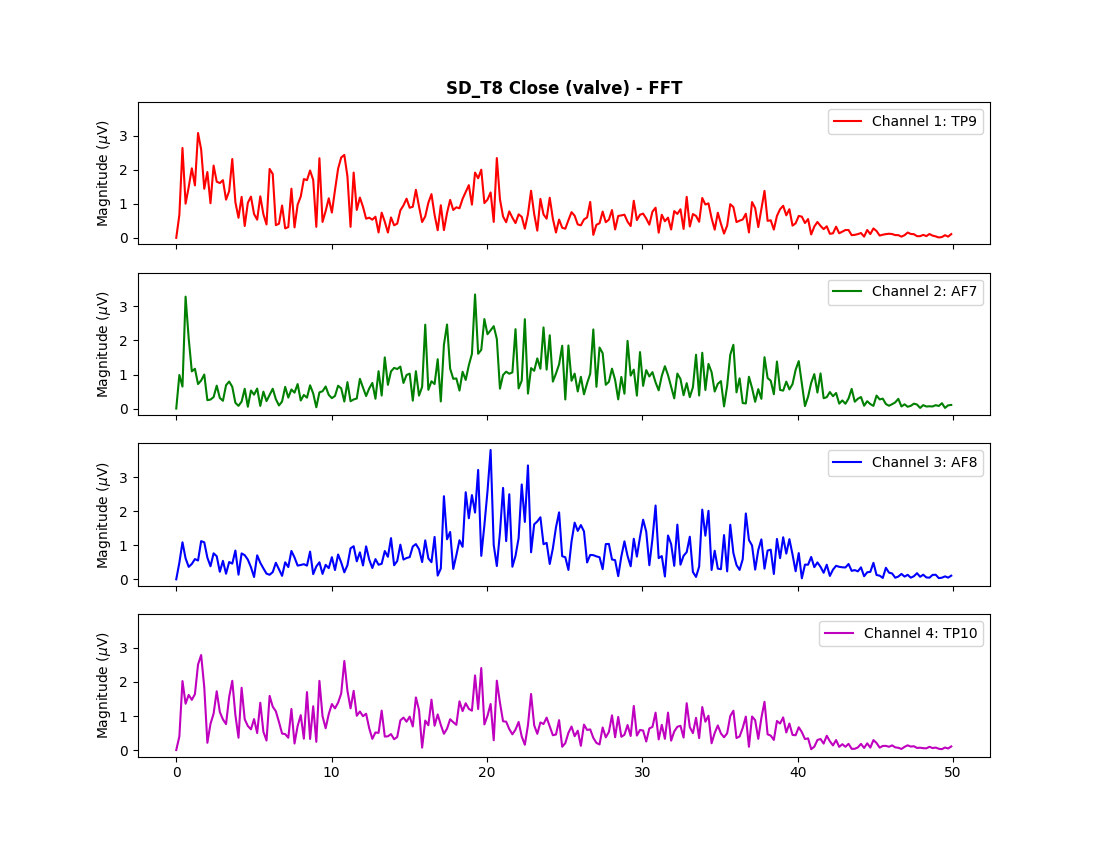 SD_T8 Close (valve) - FFT
Magnitude (μV)
3
2
1
0
Channel 1: TP9
Magnitude (μV)
3
2
1
0
Channel 2: AF7
Magnitude (μV)
3
2
1
0
Channel 3: AF8
Magnitude (μV)
3
2
1
0
Channel 4: TP10
0 10 20 30 40 50